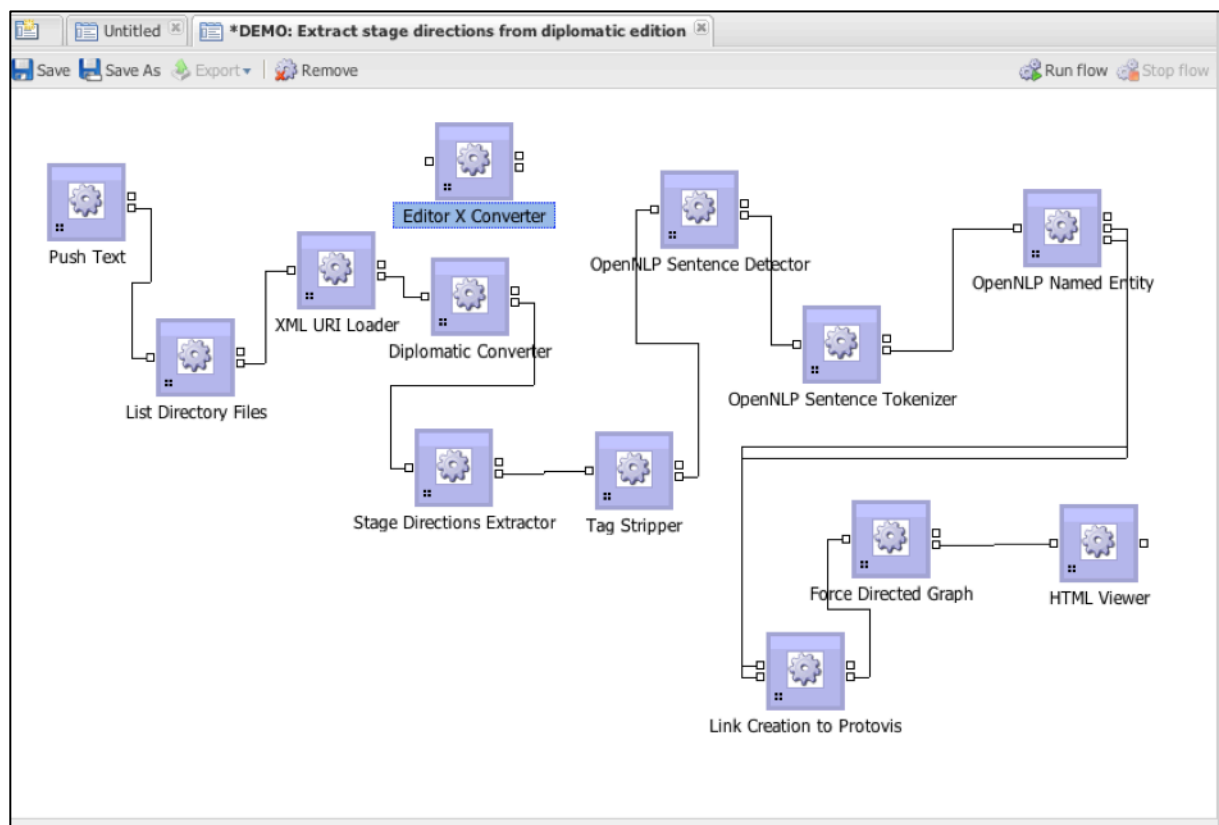 Untitled
*DEMO: Extract stage directions from diplomatic edition
Save Save As Export Remove Run flow Stop flow
Editor X Converter
Push Text
OpenNLP Sentence Detector
OpenNLP Named Entity
XML URI Loader
Diplomatic Converter
List Directory Files
OpenNLP Sentence Tokenizer
Stage Directions Extractor
Tag Stripper
Force Directed Graph
HTML Viewer
Link Creation to Protovis